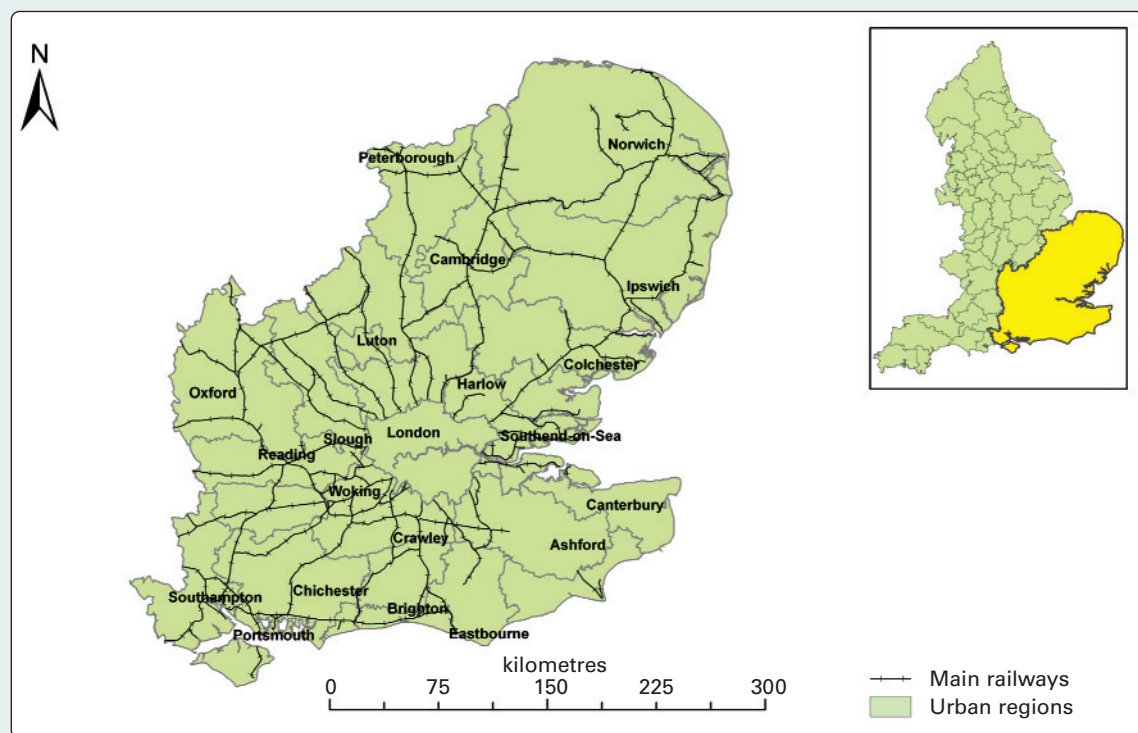 N
Norwich
Peterborough
Cambridge
Ipswich
Luton
Colchester
Harlow
Oxford
London
Slough
Southend-on-Sea
Reading
Woking
Canterbury
Crawley
Ashford
Chichester
Southampton
Brighton
Portsmouth
Eastbourne
kilometres
0 75 150 225 300
Main railways
Urban regions